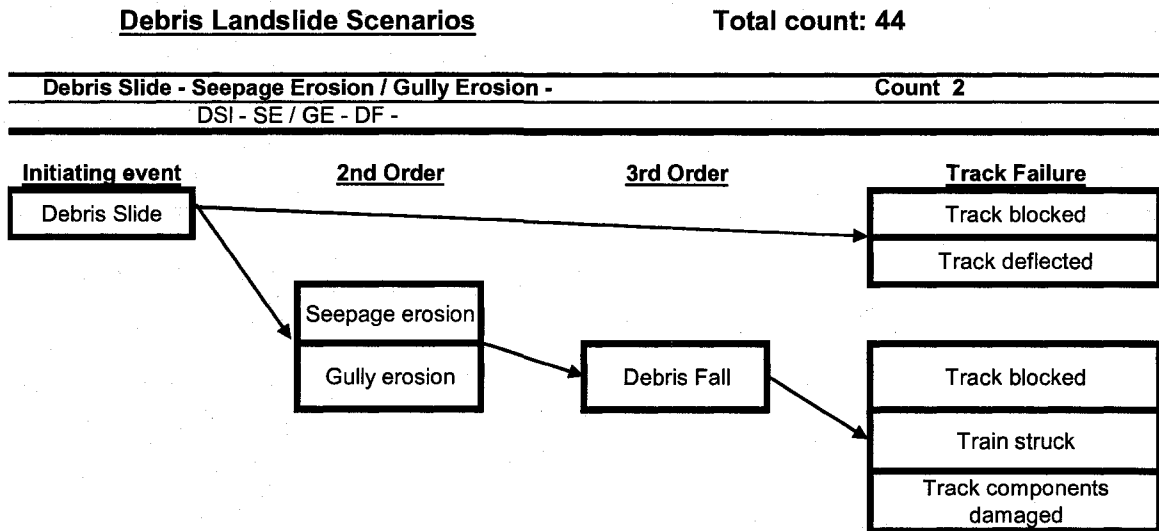 Debris Landslide Scenarios Total count: 44
Debris Slide - Seepage Erosion / Gully Erosion - Count 2
DSl - SE / GE - DF -
Initiating event 2nd Order 3rd Order Track Failure
Debris Slide Track blocked
Track deflected
Seepage erosion
Gully erosion Debris Fall Track blocked
Train struck
Track components
damaged